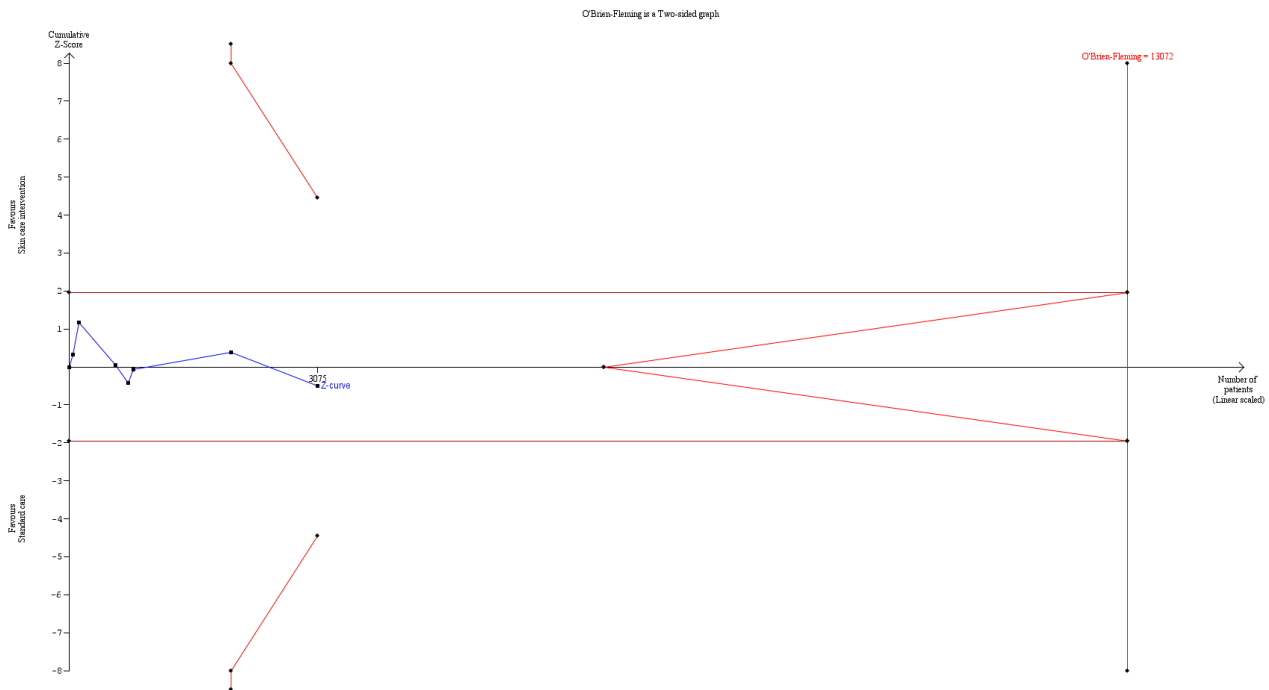 O'Brien-Fleming is a Two-sided graph
Cumulative
Z-Score
O'Brien-Fleming = 13072
8
7
6
5
4
3
2
1
-1
-2
-3
-4
-5
-6
-7
-8
Favours
Skin care intervention
Favours
Standard care
3075
Z-curve
Number of
patients
(Linear scaled)